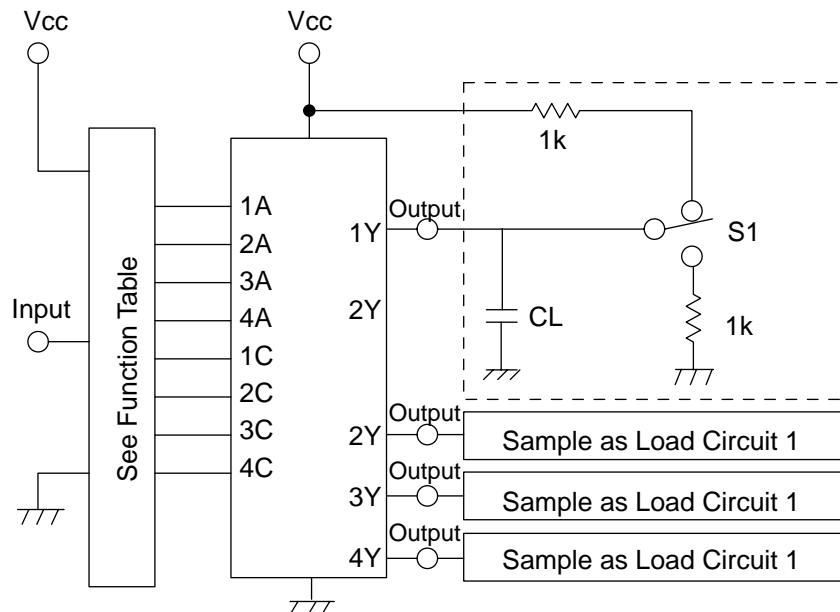 Vcc
Vcc
1k
1A
Output
1Y
S1
2A
3A
2Y
Input
4A
CL
1k
1C
2C
3C
4C
See Function Table
Output
2Y
Sample as Load Circuit 1
Output
3Y
Sample as Load Circuit 1
Output
4Y
Sample as Load Circuit 1